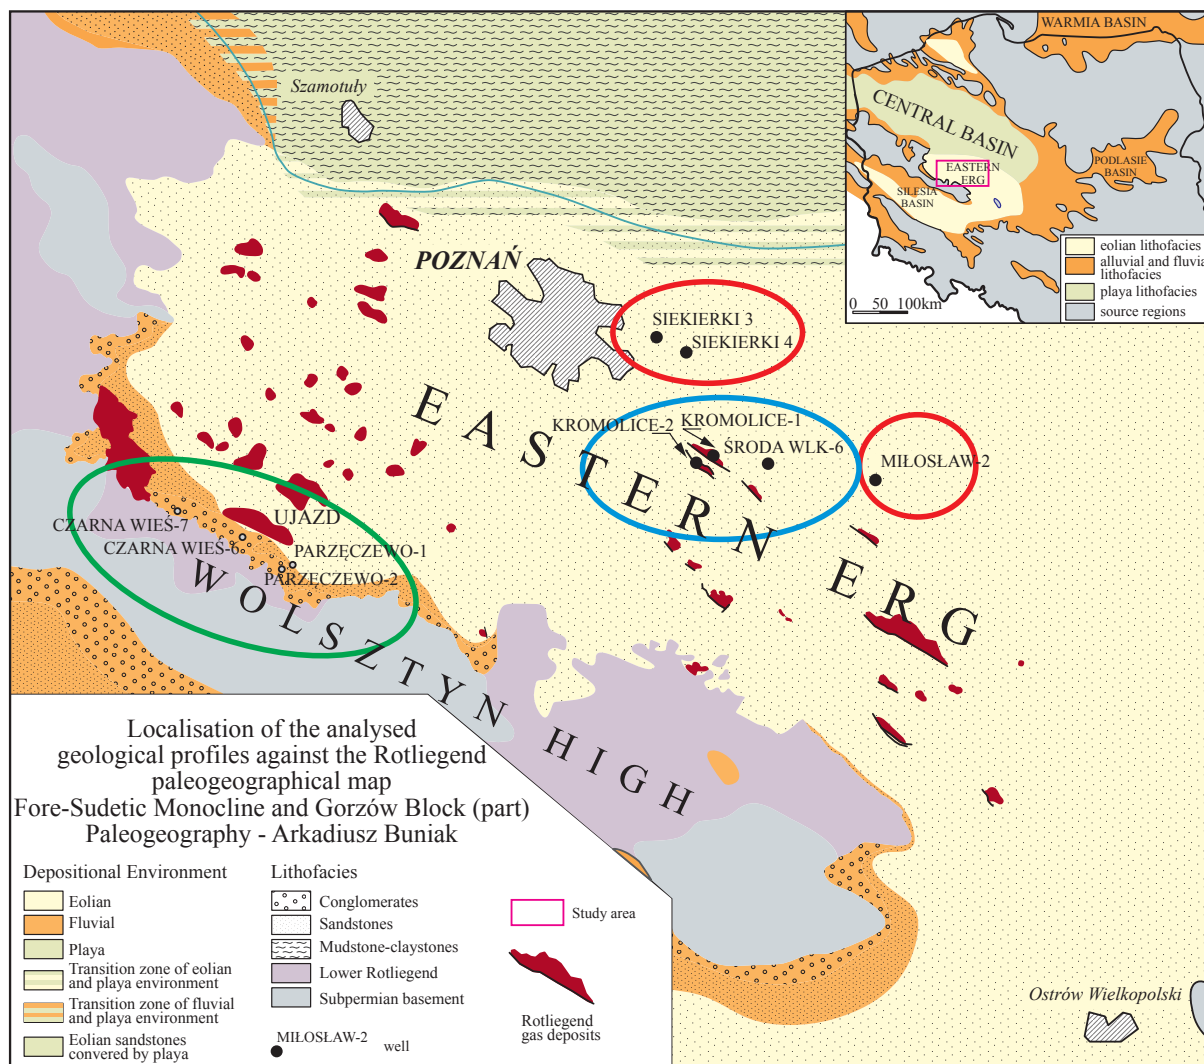 Szamotuły
POZNAŃ
SIEKIERKI 3
SIEKIERKI 4
KROMOLICE-2
KROMOLICE-1
ŚRODA WLK-6
MIŁOSŁAW-2
EASTERN ERG
UJAZD
CZARNA WIEŚ-7
CZARNA WIEŚ-6
PARZĘCZEWO-1
PARZĘCZEWO-2
WOLSZTYN HIGH
Ostrów Wielkopolski
WARMIA BASIN
CENTRAL BASIN
EASTERN
ERG
PODLASIE
BASIN
SILESIA
BASIN
0 50 100km
eolian lithofacies
alluvial and fluvial
lithofacies
playa lithofacies
source regions
Localisation of the analysed
geological profiles against the Rotliegend
paleogeographical map
Fore-Sudetic Monocline and Gorzów Block (part)
Paleogeography - Arkadiusz Buniak
Depositional Environment
Eolian
Fluvial
Playa
Transition zone of eolian
and playa environment
Transition zone of fluvial
and playa environment
Eolian sandstones
convered by playa
Lithofacies
Conglomerates
Sandstones
Mudstone-claystones
Lower Rotliegend
Subpermian basement
MIŁOSŁAW-2 well
Study area
Rotliegend
gas deposits